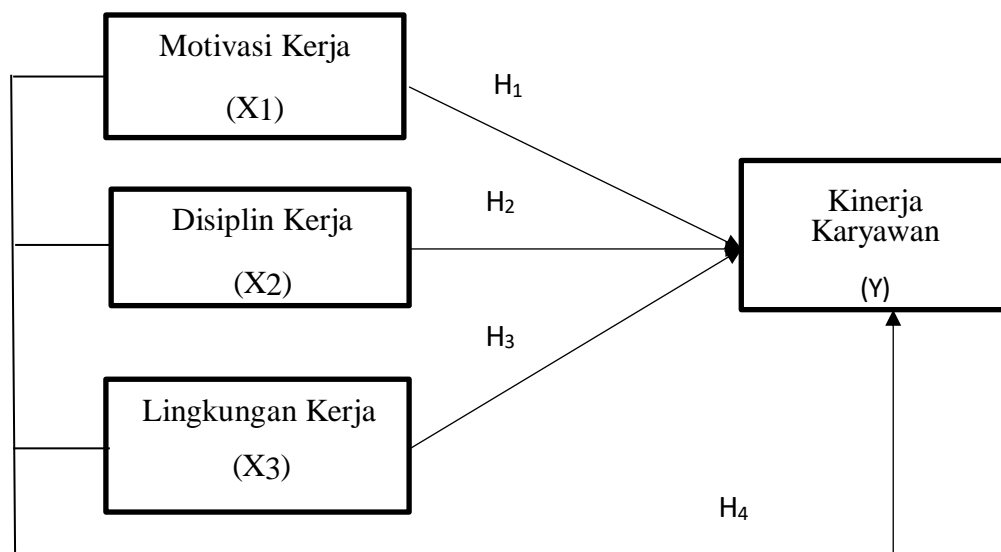 Motivasi Kerja
(X1)
H₁
Disiplin Kerja
(X2)
H₂
Kinerja
Karyawan
(Y)
H₃
Lingkungan Kerja
(X3)
H₄